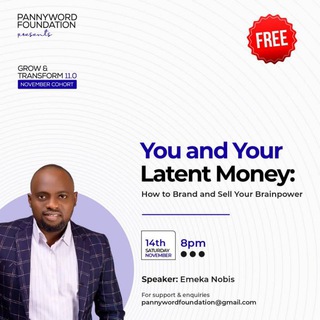 PANNYWORD
FOUNDATION
presents
FREE
GROW &
TRANSFORM 11.0
NOVEMBER COHORT
You and Your
Latent Money:
How to Brand and Sell Your Brainpower
14th
SATURDAY
NOVEMBER
8pm
Speaker: Emeka Nobis
For support & enquiries
pannywordfoundation@gmail.com